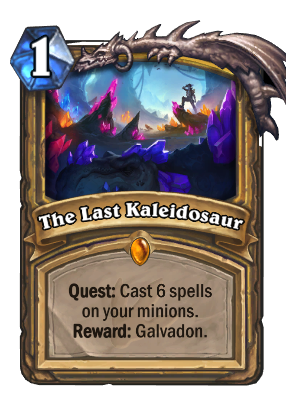 1
The Last Kaleidosaur
Quest: Cast 6 spells
on your minions.
Reward: Galvadon.